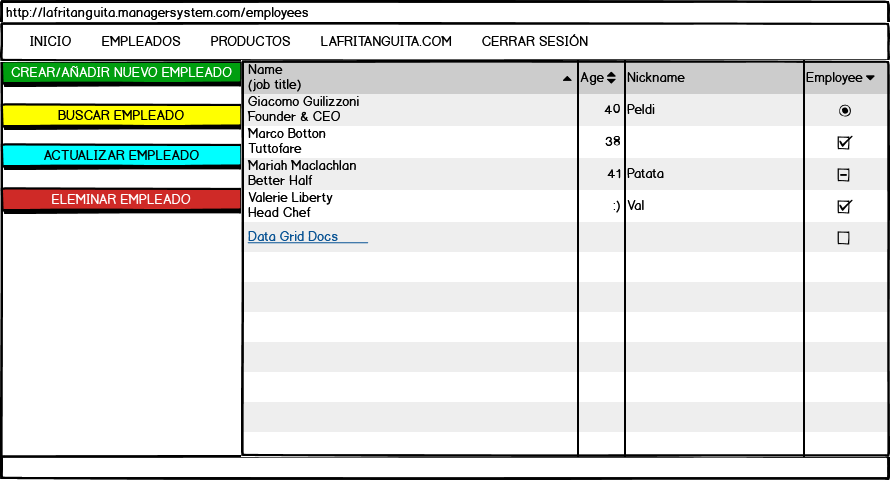 http://lafritanguita.managersystem.com/employees
INICIO EMPLEADOS PRODUCTOS LAFRITANGUITA.COM CERRAR SESIÓN
CREAR/AÑADIR NUEVO EMPLEADO
BUSCAR EMPLEADO
ACTUALIZAR EMPLEADO
ELEMINAR EMPLEADO
Name
(job title)
Age
Nickname
Employee
Giacomo Guilizzoni
Founder & CEO
40
Peldi
Marco Botton
Tuttofare
38
Mariah Maclachlan
Better Half
41
Patata
Valerie Liberty
Head Chef
:)
Val
Data Grid Docs